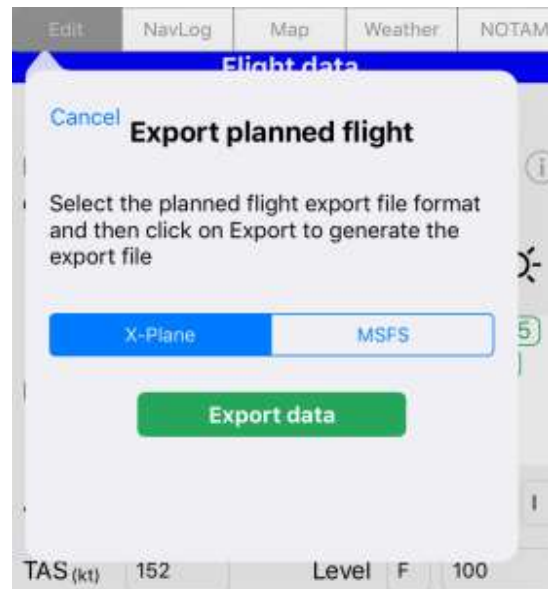 Edit NavLog Map Weather NOTAM
Flight data
Cancel
Export planned flight
Select the planned flight export file format
and then click on Export to generate the
export file
X-Plane MSFS
5
Export data
TAS (kt) 152 Level F 100